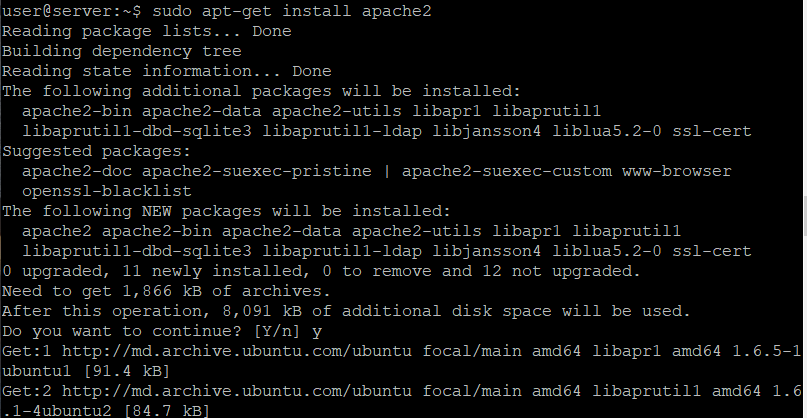 user@server:~$ sudo apt-get install apache2
Reading package lists... Done
Building dependency tree
Reading state information... Done
The following additional packages will be installed:
  apache2-bin apache2-data apache2-utils libapr1 libaprutil1
  libaprutil1-dbd-sqlite3 libaprutil1-ldap libjansson4 liblua5.2-0 ssl-cert
Suggested packages:
  apache2-doc apache2-suexec-pristine | apache2-suexec-custom www-browser
  openssl-blacklist
The following NEW packages will be installed:
  apache2 apache2-bin apache2-data apache2-utils libapr1 libaprutil1
  libaprutil1-dbd-sqlite3 libaprutil1-ldap libjansson4 liblua5.2-0 ssl-cert
0 upgraded, 11 newly installed, 0 to remove and 12 not upgraded.
Need to get 1,866 kB of archives.
After this operation, 8,091 kB of additional disk space will be used.
Do you want to continue? [Y/n] y
Get:1 http://md.archive.ubuntu.com/ubuntu focal/main amd64 libapr1 amd64 1.6.5-1
ubuntu1 [91.4 kB]
Get:2 http://md.archive.ubuntu.com/ubuntu focal/main amd64 libaprutil1 amd64 1.6
.1-4ubuntu2 [84.7 kB]